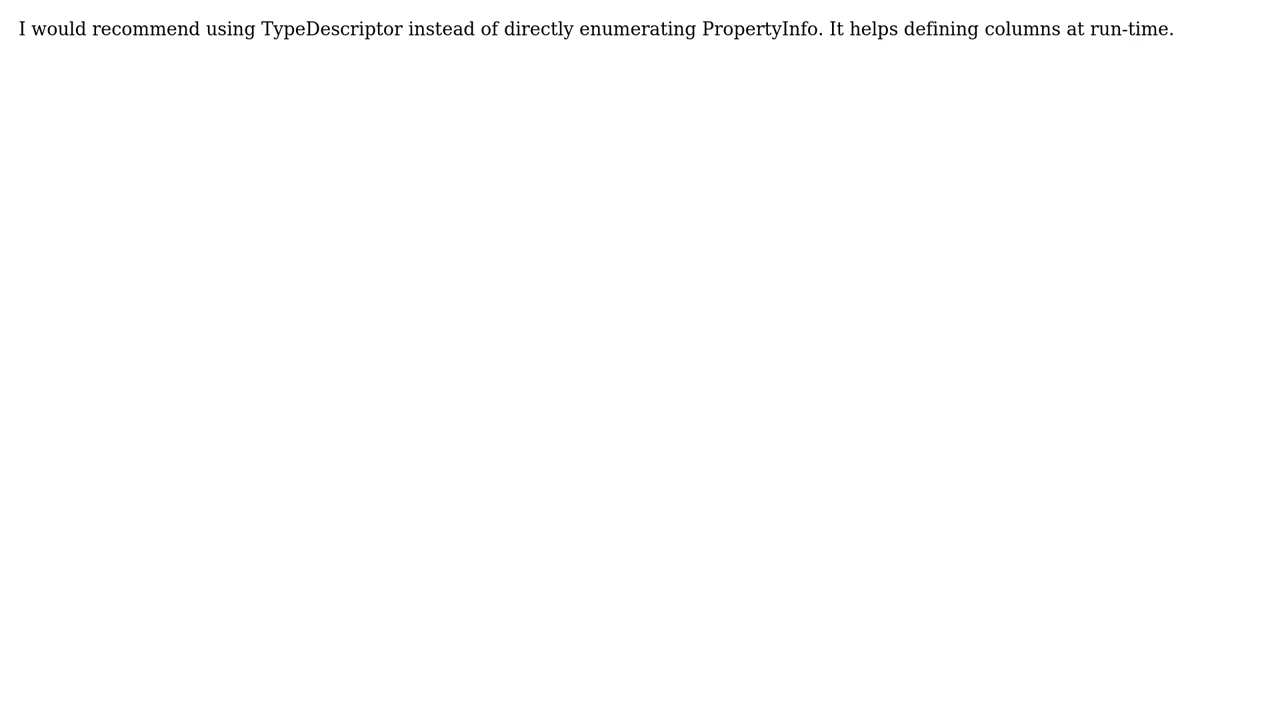 I would recommend using TypeDescriptor instead of directly enumerating PropertyInfo. It helps defining columns at run-time.